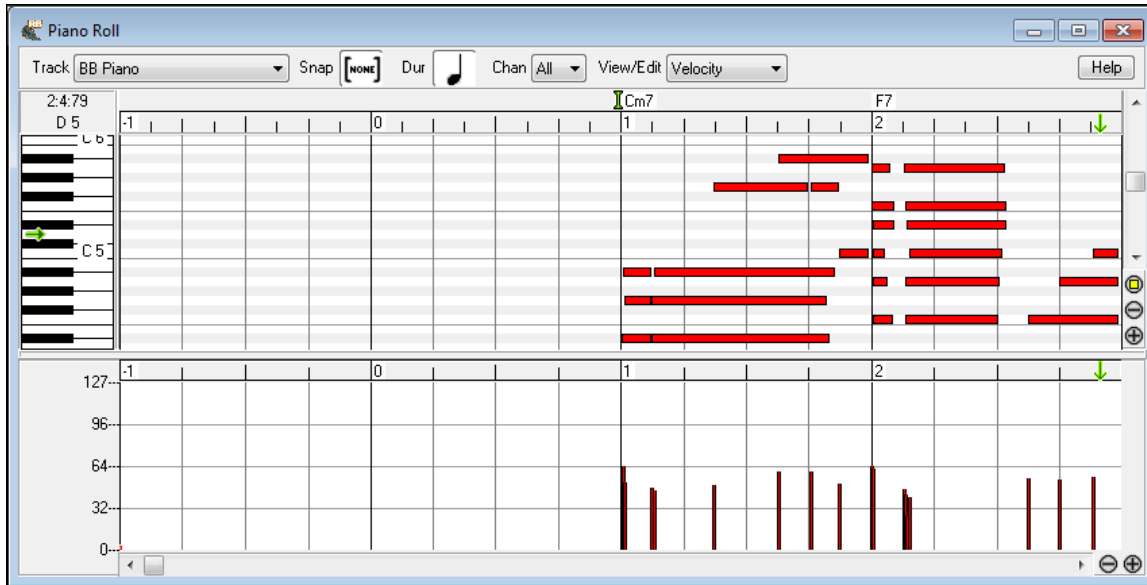 Piano Roll
Track BB Piano Snap NONE Dur Chan All View/Edit Velocity Help
2:4:79 Cm7 F7
D 5 -1 0 1 2
C 6
C 5
-1 0 1 2
127
96
64
32
0